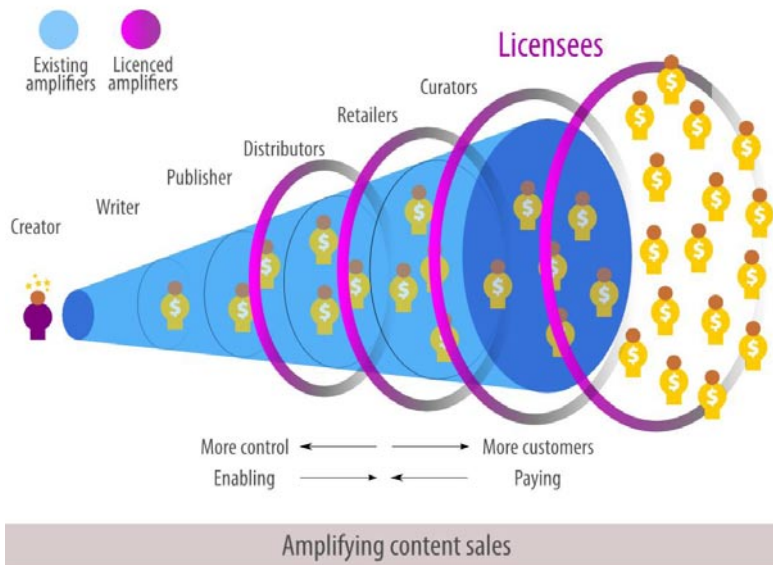 Existing
amplifiers
Licenced
amplifiers
Creator
Writer
Publisher
Distributors
Retailers
Curators
Licensees
$ $ $ $ $ $ $ $ $ $ $ $ $ $ $ $ $ $ $ $ $ $ $ $ $ $ $ $ $ $
More control
More customers
Enabling
Paying
Amplifying content sales